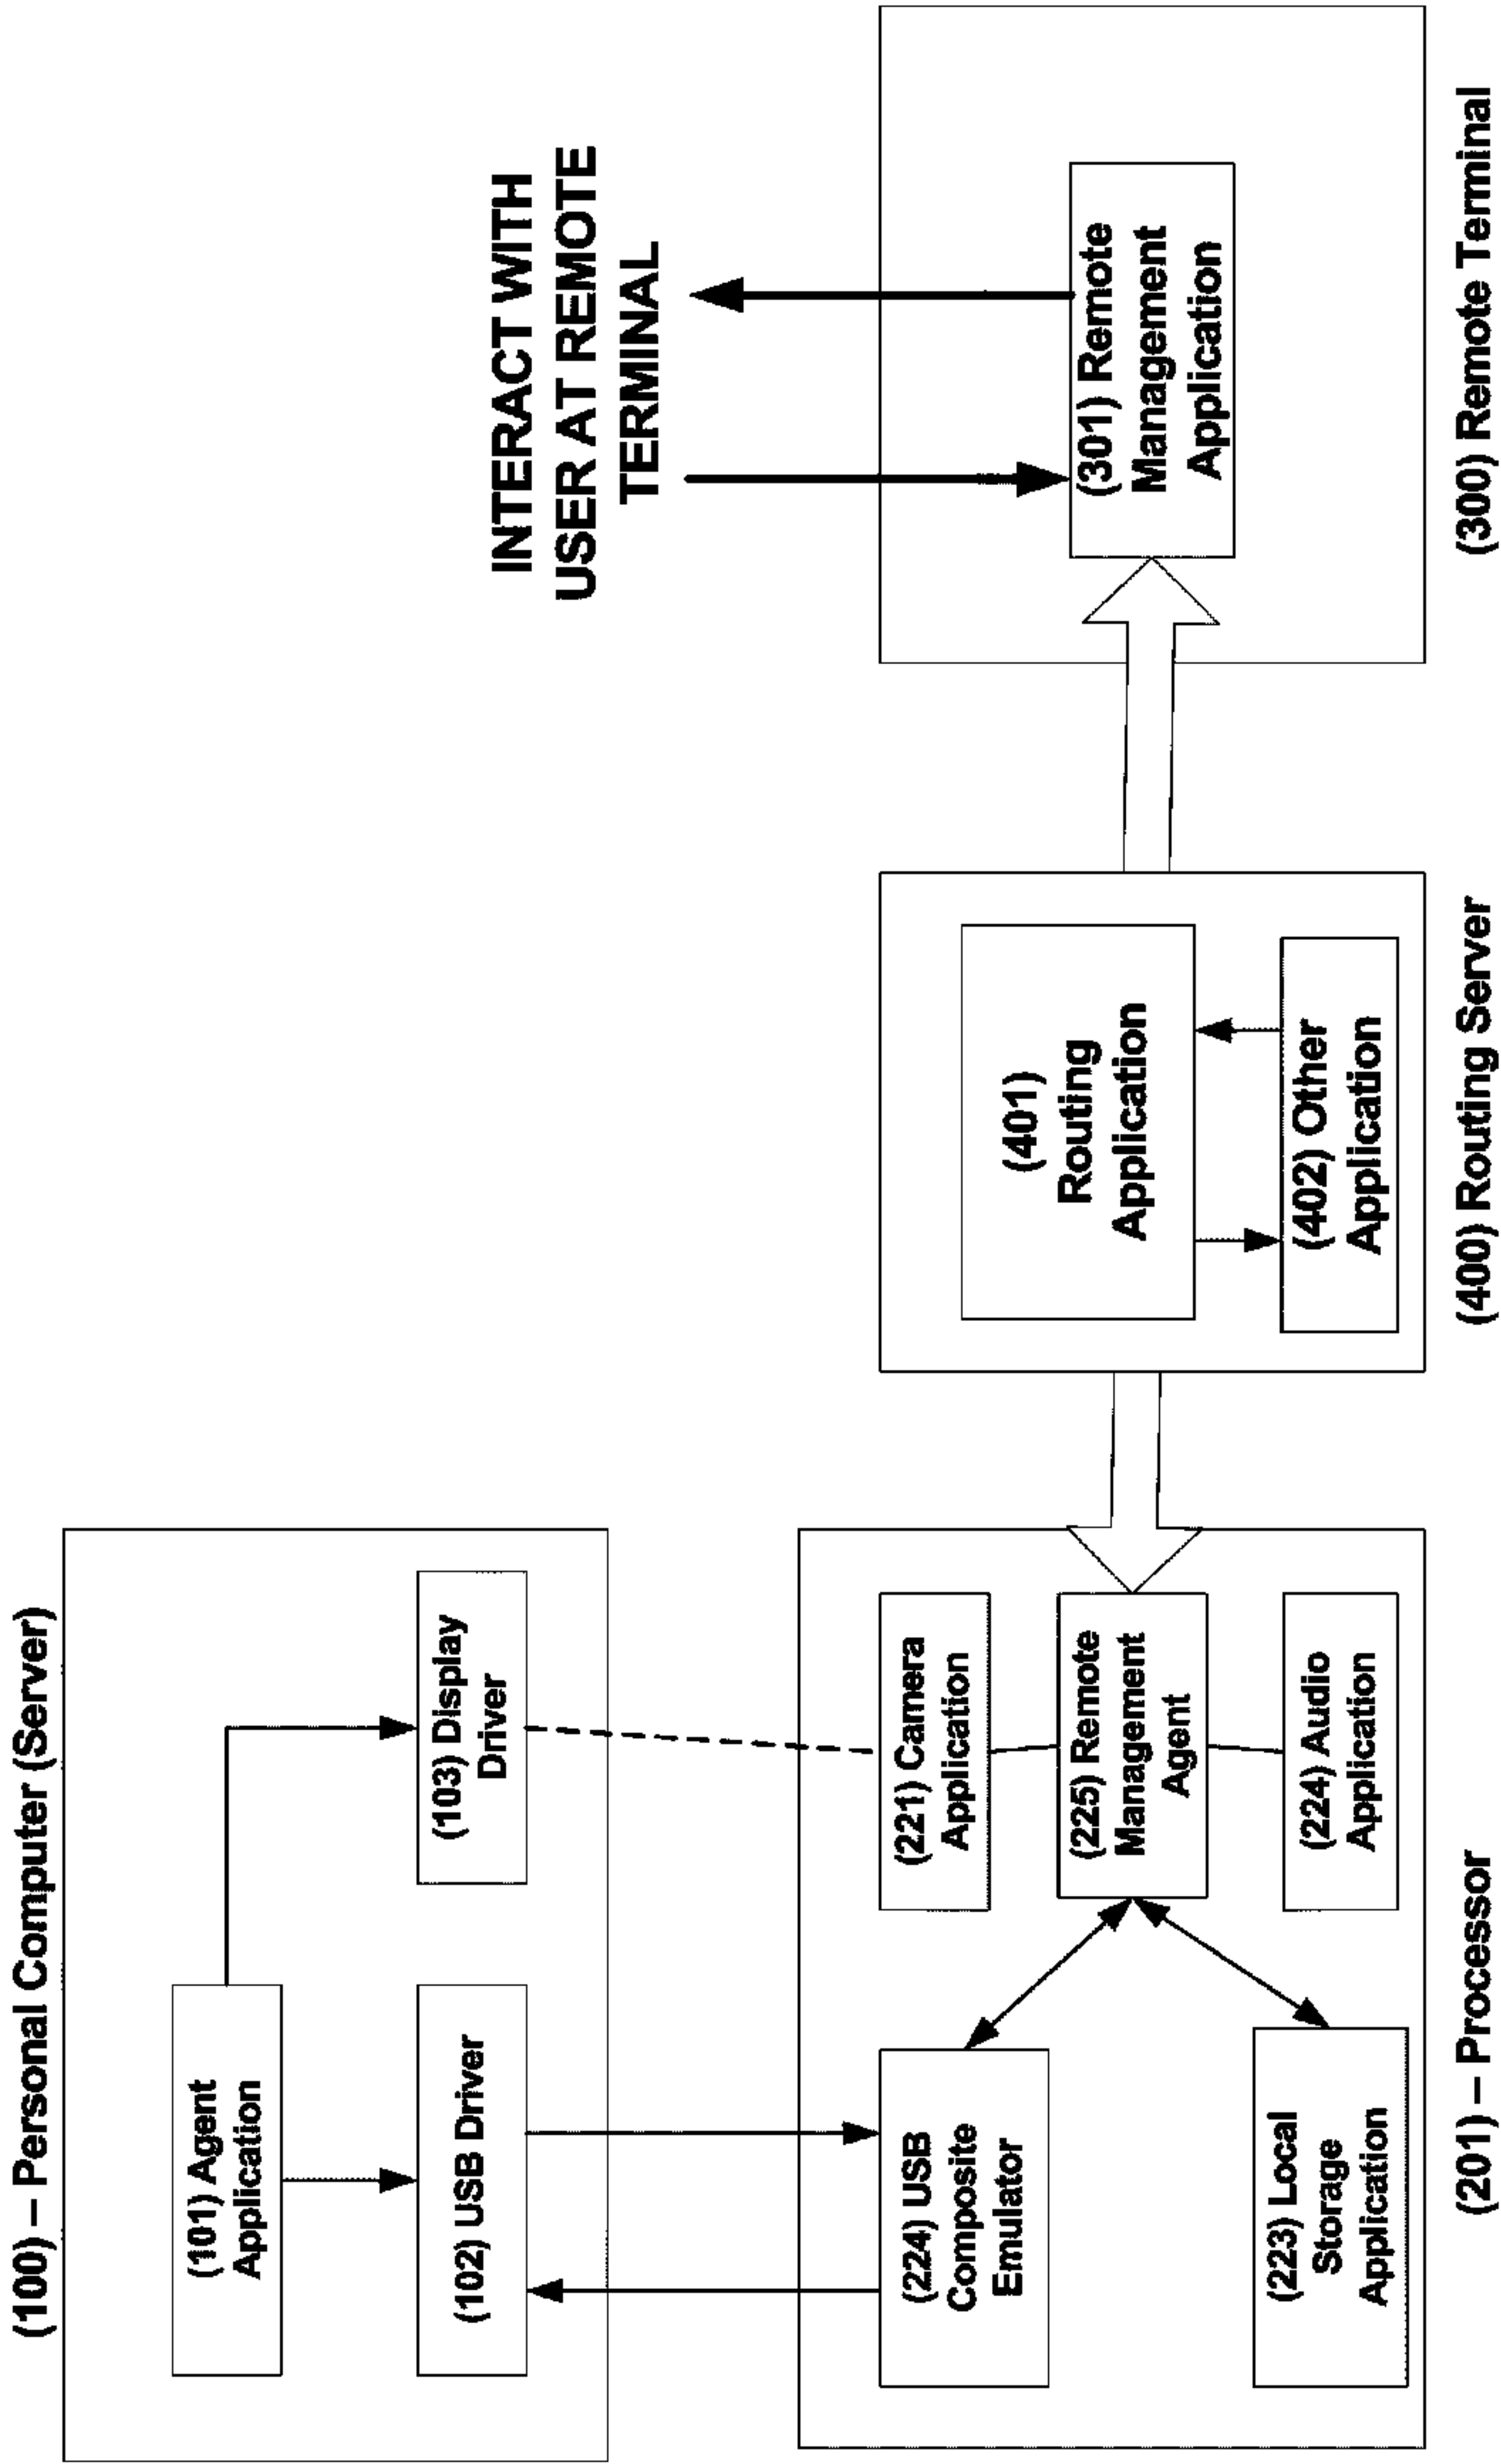 (100) – Personal Computer (Server)
(101) Agent
Application
(102) USB Driver
(103) Display
Driver
(224) USB
Composite
Emulator
(223) Local
Storage
Application
(221) Camera
Application
(225) Remote
Management
Agent
(224) Audio
Application
(201) – Processor
(401)
Routing
Application
(402) Other
Application
(400) Routing Server
INTERACT WITH
USER AT REMOTE
TERMINAL
(301) Remote
Management
Application
(300) Remote Terminal